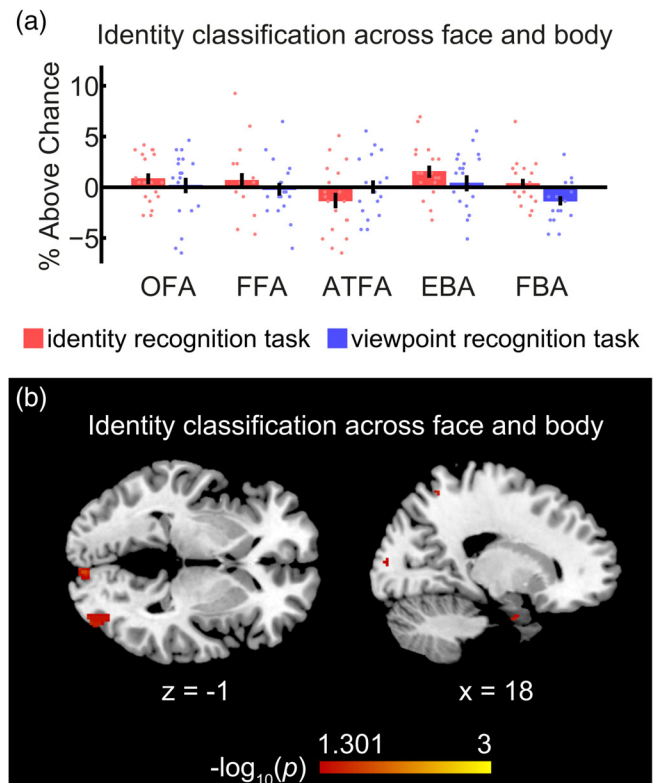 (a)
Identity classification across face and body
% Above Chance
10
5
0
−5
OFA FFA ATFA EBA FBA
identity recognition task viewpoint recognition task
(b)
Identity classification across face and body
z = -1 x = 18
1.301 3
-log10(p)